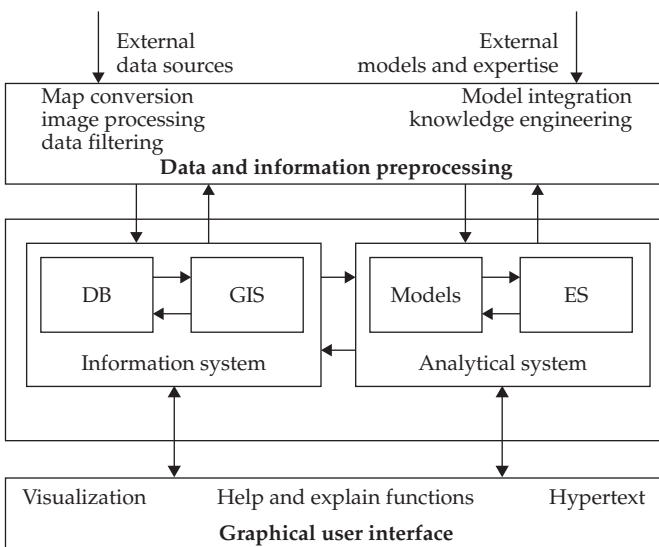 External
data sources
External
models and expertise
Map conversion
image processing
data filtering
Model integration
knowledge engineering
Data and information preprocessing
DB
GIS
Models
ES
Information system
Analytical system
Visualization
Help and explain functions
Hypertext
Graphical user interface